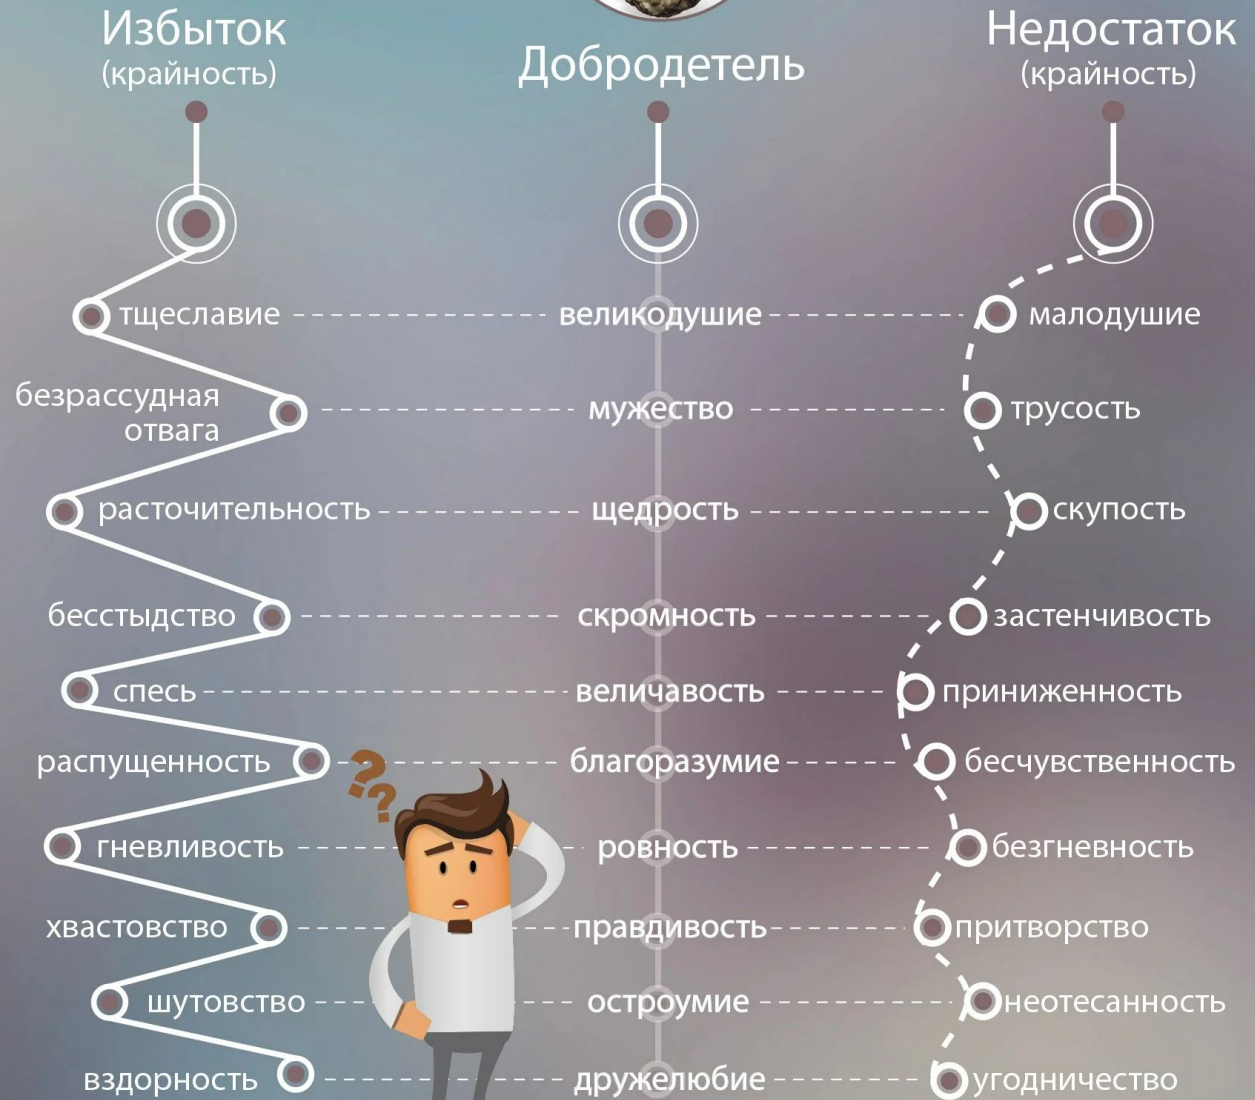 Избыток
(крайность)
Добродетель
Недостаток
(крайность)
тщеславие великодушие малодушие
безрассудная
отвага
мужество трусость
расточительность щедрость скупость
бесстыдство скромность застенчивость
спесь величавость приниженность
распущенность ?? благоразумие бесчувственность
гневливость ровность безгневность
хвастовство правдивость притворство
шутовство остроумие неотесанность
вздорность дружелюбие угодничество